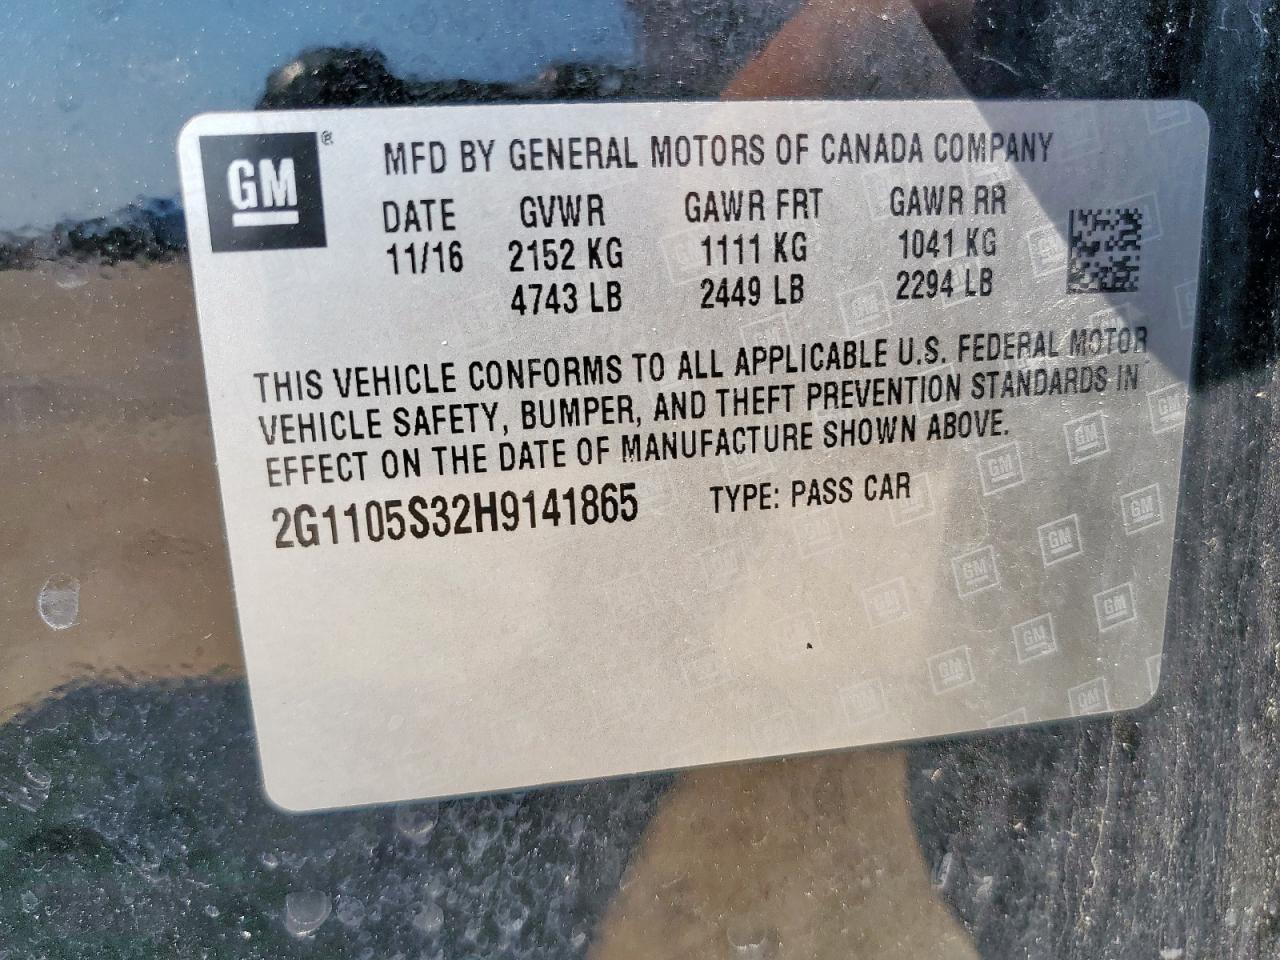 GM ®
MFD BY GENERAL MOTORS OF CANADA COMPANY
DATE GVWR GAWR FRT GAWR RR
11/16 2152 KG 1111 KG 1041 KG
4743 LB 2449 LB 2294 LB
THIS VEHICLE CONFORMS TO ALL APPLICABLE U.S. FEDERAL MOTOR
VEHICLE SAFETY, BUMPER, AND THEFT PREVENTION STANDARDS IN
EFFECT ON THE DATE OF MANUFACTURE SHOWN ABOVE.
2G1105S32H9141865 TYPE: PASS CAR